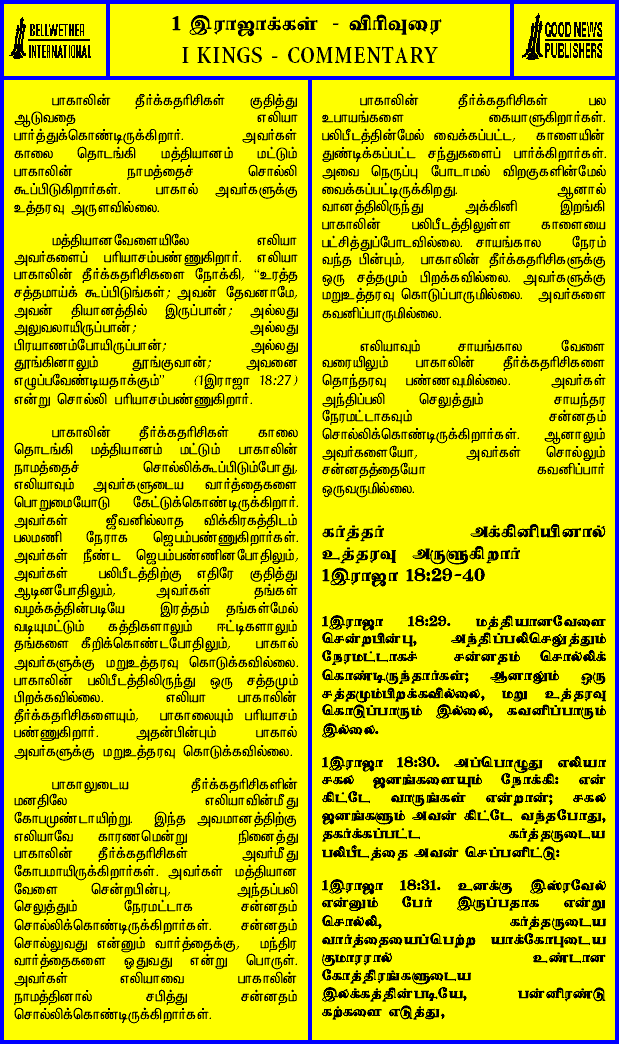 BELLWETHER
INTERNATIONAL
1 இராஜாக்கள் - விரிவுரை
I KINGS - COMMENTARY
GOOD NEWS
PUBLISHERS
பாகாலின் தீர்க்கதரிசிகள் குதித்து
ஆடுவதை எலியா
பார்த்துக்கொண்டிருக்கிறார். அவர்கள்
காலை தொடங்கி மத்தியானம் மட்டும்
பாகாலின் நாமத்தைச் சொல்லி
கூப்பிடுகிறார்கள். பாகால் அவர்களுக்கு
உத்தரவு அருளவில்லை.
மத்தியானவேளையிலே எலியா
அவர்களைப் பரியாசம்பண்ணுகிறார். எலியா
பாகாலின் தீர்க்கதரிசிகளை நோக்கி, “உரத்த
சத்தமாய்க் கூப்பிடுங்கள்; அவன் தேவனாமே,
அவன் தியானத்தில் இருப்பான்; அல்லது
அலுவலாயிருப்பான்; அல்லது
பிரயாணம்போயிருப்பான்; அல்லது
தூங்கினாலும் தூங்குவான்; அவனை
எழுப்பவேண்டியதாக்கும்” (1இராஜா 18:27)
என்று சொல்லி பரியாசம்பண்ணுகிறார்.
பாகாலின் தீர்க்கதரிசிகள் காலை
தொடங்கி மத்தியானம் மட்டும் பாகாலின்
நாமத்தைச் சொல்லிக்கூப்பிடும்போது,
எலியாவும் அவர்களுடைய வார்த்தைகளை
பொறுமையோடு கேட்டுக்கொண்டிருக்கிறார்.
அவர்கள் ஜீவனில்லாத விக்கிரகத்திடம்
பலமணி நேராக ஜெபம்பண்ணுகிறார்கள்.
அவர்கள் நீண்ட ஜெபம்பண்ணினபோதிலும்,
அவர்கள் பலிபீடத்திற்கு எதிரே குதித்து
ஆடினபோதிலும், அவர்கள் தங்கள்
வழக்கத்தின்படியே இரத்தம் தங்கள்மேல்
வடியுமட்டும் கத்திகளாலும் ஈட்டிகளாலும்
தங்களை கீறிக்கொண்டபோதிலும், பாகால்
அவர்களுக்கு மறுஉத்தரவு கொடுக்கவில்லை.
பாகாலின் பலிபீடத்திலிருந்து ஒரு சத்தமும்
பிறக்கவில்லை. எலியா பாகாலின்
தீர்க்கதரிசிகளையும், பாகாலையும் பரியாசம்
பண்ணுகிறார். அதன்பின்பும் பாகால்
அவர்களுக்கு மறுஉத்தரவு கொடுக்கவில்லை.
பாகாலுடைய தீர்க்கதரிசிகளின்
மனதிலே எலியாவின்மீது
கோபமுண்டாயிற்று. இந்த அவமானத்திற்கு
எலியாவே காரணமென்று நினைத்து
பாகாலின் தீர்க்கதரிசிகள் அவர்மீது
கோபமாயிருக்கிறார்கள். அவர்கள் மத்தியான
வேளை சென்றபின்பு, அந்தப்பலி
செலுத்தும் நேரமட்டாக சன்னதம்
சொல்லிக்கொண்டிருக்கிறார்கள். சன்னதம்
சொல்லுவது என்னும் வார்த்தைக்கு, மந்திர
வார்த்தைகளை ஓதுவது என்று பொருள்.
அவர்கள் எலியாவை பாகாலின்
நாமத்தினால் சபித்து சன்னதம்
சொல்லிக்கொண்டிருக்கிறார்கள்.
பாகாலின் தீர்க்கதரிசிகள் பல
உபாயங்களை கையாளுகிறார்கள்.
பலிபீடத்தின்மேல் வைக்கப்பட்ட, காளையின்
துண்டிக்கப்பட்ட சந்துகளைப் பார்க்கிறார்கள்.
அவை நெருப்பு போடாமல் விறகுகளின்மேல்
வைக்கப்பட்டிருக்கிறது. ஆனால்
வானத்திலிருந்து அக்கினி இறங்கி
பாகாலின் பலிபீடத்திலுள்ள காளையை
பட்சித்துப்போடவில்லை. சாயங்கால நேரம்
வந்த பின்பும், பாகாலின் தீர்க்கதரிசிகளுக்கு
ஒரு சத்தமும் பிறக்கவில்லை. அவர்களுக்கு
மறுஉத்தரவு கொடுப்பாருமில்லை. அவர்களை
கவனிப்பாருமில்லை.
எலியாவும் சாயங்கால வேளை
வரையிலும் பாகாலின் தீர்க்கதரிசிகளை
தொந்தரவு பண்ணவுமில்லை. அவர்கள்
அந்திப்பலி செலுத்தும் சாயந்தர
நேரமட்டாகவும் சன்னதம்
சொல்லிக்கொண்டிருக்கிறார்கள். ஆனாலும்
அவர்களையோ, அவர்கள் சொல்லும்
சன்னதத்தையோ கவனிப்பார்
ஒருவருமில்லை.
கர்த்தர் அக்கினியினால்
உத்தரவு அருளுகிறார்
1இராஜா 18:29-40
1இராஜா 18:29. மத்தியானவேளை
சென்றபின்பு, அந்திப்பலிசெலுத்தும்
நேரமட்டாகச் சன்னதம் சொல்லிக்
கொண்டிருந்தார்கள்; ஆனாலும் ஒரு
சத்தமும்பிறக்கவில்லை, மறு உத்தரவு
கொடுப்பாரும் இல்லை, கவனிப்பாரும்
இல்லை.
1இராஜா 18:30. அப்பொழுது எலியா
சகல ஜனங்களையும் நோக்கி: என்
கிட்டே வாருங்கள் என்றான்; சகல
ஜனங்களும் அவன் கிட்டே வந்தபோது,
தகர்க்கப்பட்ட கர்த்தருடைய
பலிபீடத்தை அவன் செப்பனிட்டு:
1இராஜா 18:31. உனக்கு இஸ்ரவேல்
என்னும் பேர் இருப்பதாக என்று
சொல்லி, கர்த்தருடைய
வார்த்தையைப்பெற்ற யாக்கோபுடைய
குமாரரால் உண்டான
கோத்திரங்களுடைய
இலக்கத்தின்படியே, பன்னிரண்டு
கற்களை எடுத்து,